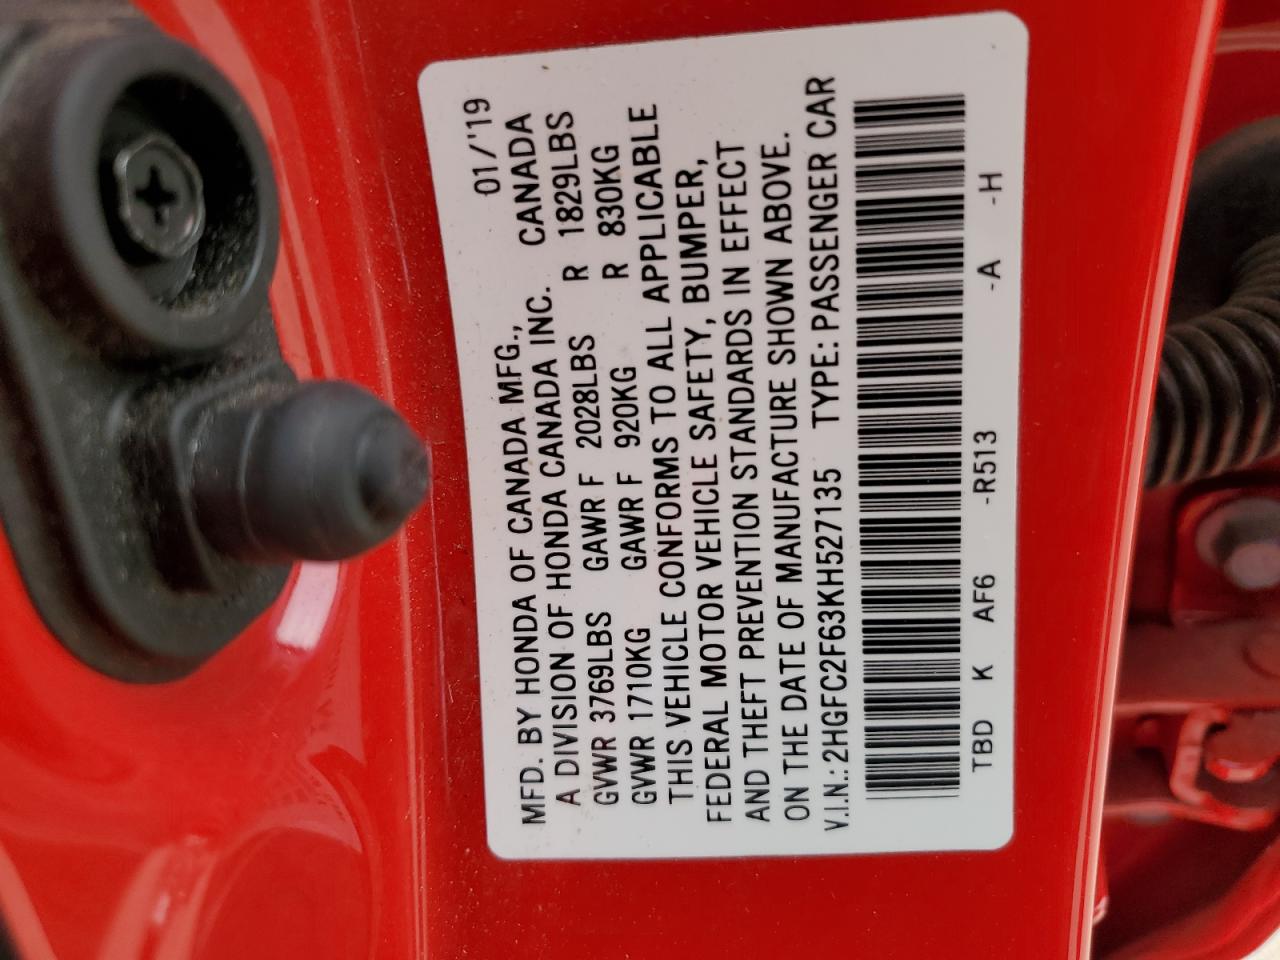 01/'19
MFD. BY HONDA OF CANADA MFG.,
A DIVISION OF HONDA CANADA INC. CANADA
GVWR 3769LBS GAWR F 2028LBS R 1829LBS
GVWR 1710KG GAWR F 920KG R 830KG
THIS VEHICLE CONFORMS TO ALL APPLICABLE
FEDERAL MOTOR VEHICLE SAFETY, BUMPER,
AND THEFT PREVENTION STANDARDS IN EFFECT
ON THE DATE OF MANUFACTURE SHOWN ABOVE.
V.I.N.: 2HGFC2F63KH527135 TYPE: PASSENGER CAR
TBD K AF6 -R513 -A -H